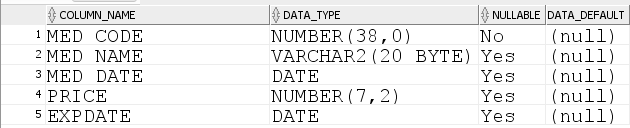 COLUMN_NAME DATA_TYPE NULLABLE DATA_DEFAULT
1 MED CODE NUMBER(38,0) No (null)
2 MED NAME VARCHAR2(20 BYTE) Yes (null)
3 MED DATE DATE Yes (null)
4 PRICE NUMBER(7,2) Yes (null)
5 EXPDATE DATE Yes (null)